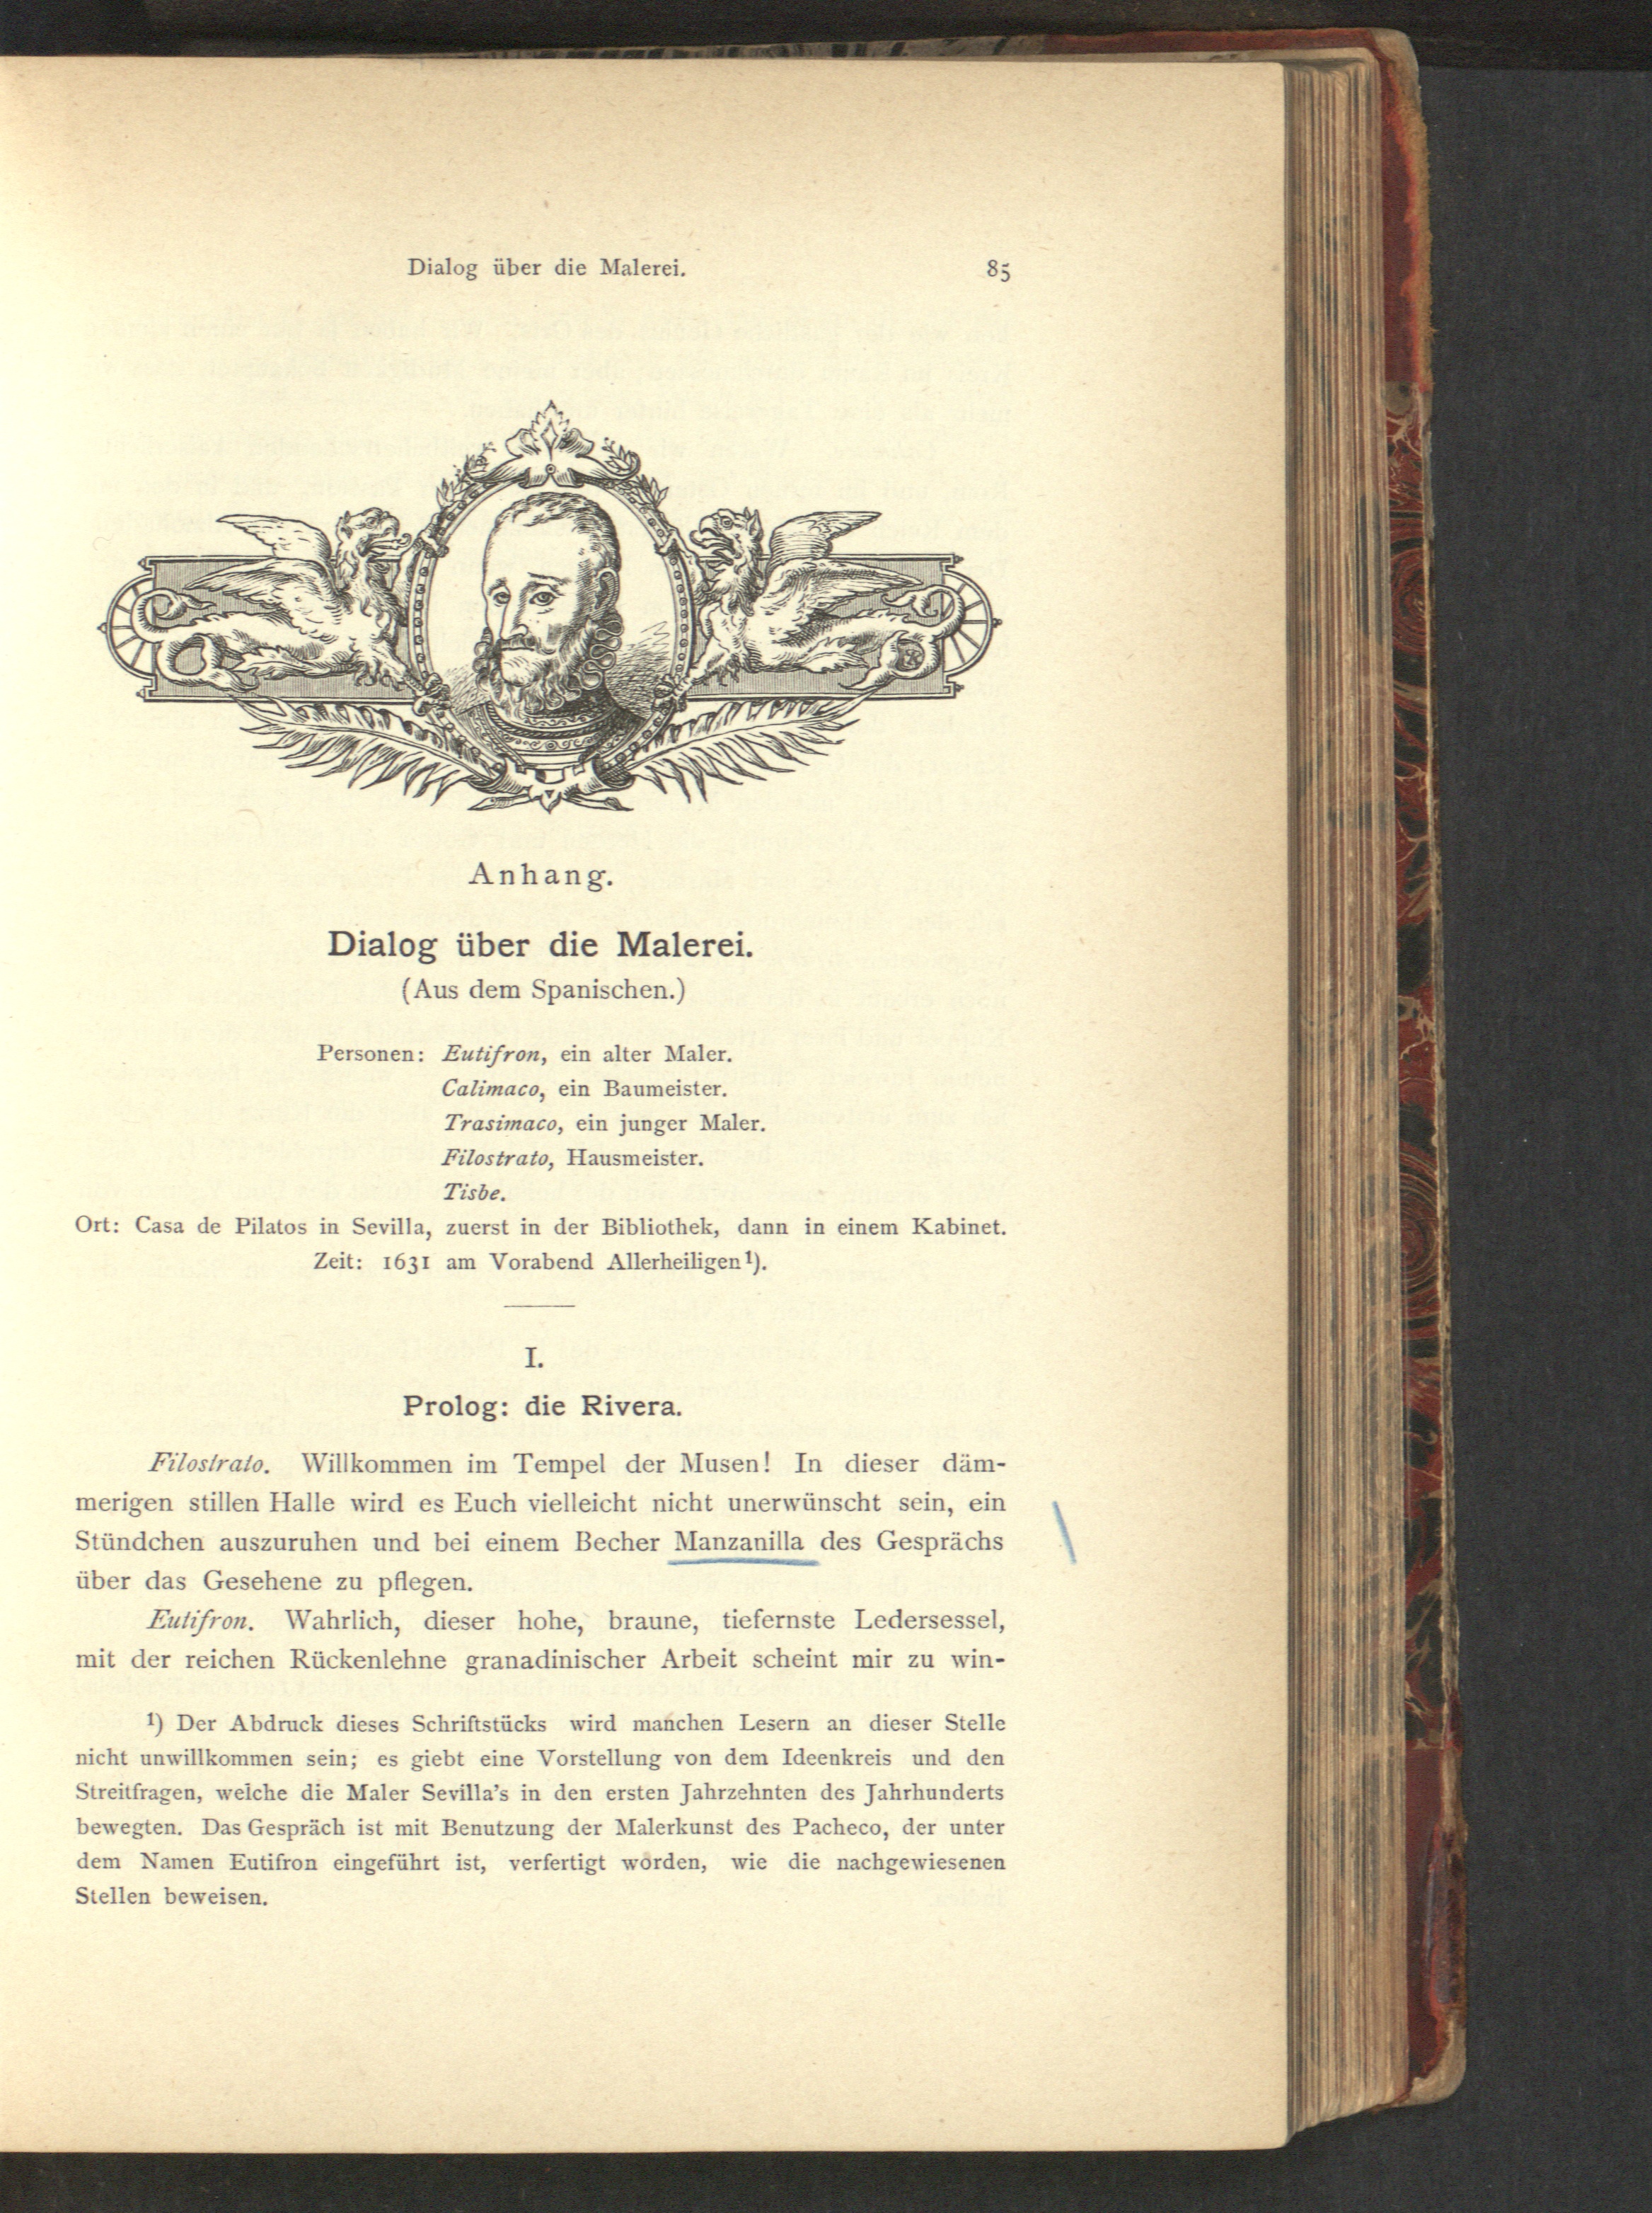 Dialog über die Malerei. 85
Anhang.
Dialog über die Malerei.
(Aus dem Spanischen.)
Personen: Eutifron, ein alter Maler.
Calimaco, ein Baumeister.
Trasimaco, ein junger Maler.
Filostrato, Hausmeister.
Tisbe.
Ort: Casa de Pilatos in Sevilla, zuerst in der Bibliothek, dann in einem Kabinet.
Zeit: 1631 am Vorabend Allerheiligen¹).
I.
Prolog: die Rivera.
Filostrato. Willkommen im Tempel der Musen! In dieser däm-
merigen stillen Halle wird es Euch vielleicht nicht unerwünscht sein, ein
Stündchen auszuruhen und bei einem Becher Manzanilla des Gesprächs
über das Gesehene zu pflegen.
Eutifron. Wahrlich, dieser hohe, braune, tiefernste Ledersessel,
mit der reichen Rückenlehne granadinischer Arbeit scheint mir zu win-
¹) Der Abdruck dieses Schriftstücks wird manchen Lesern an dieser Stelle
nicht unwillkommen sein; es giebt eine Vorstellung von dem Ideenkreis und den
Streitfragen, welche die Maler Sevilla's in den ersten Jahrzehnten des Jahrhunderts
bewegten. Das Gespräch ist mit Benutzung der Malerkunst des Pacheco, der unter
dem Namen Eutifron eingeführt ist, verfertigt worden, wie die nachgewiesenen
Stellen beweisen.